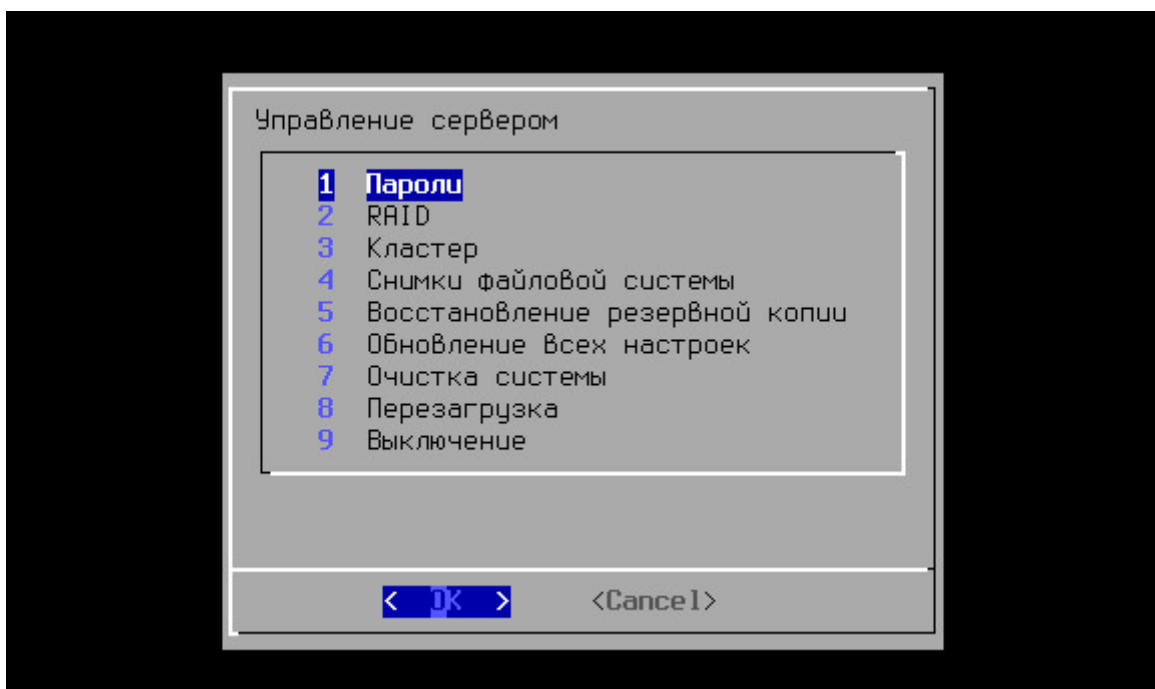 Управление сервером
1 Пароли
2 RAID
3 Кластер
4 Снимки файловой системы
5 Восстановление резервной копии
6 Обновление всех настроек
7 Очистка системы
8 Перезагрузка
9 Выключение
< OK > <Cancel>